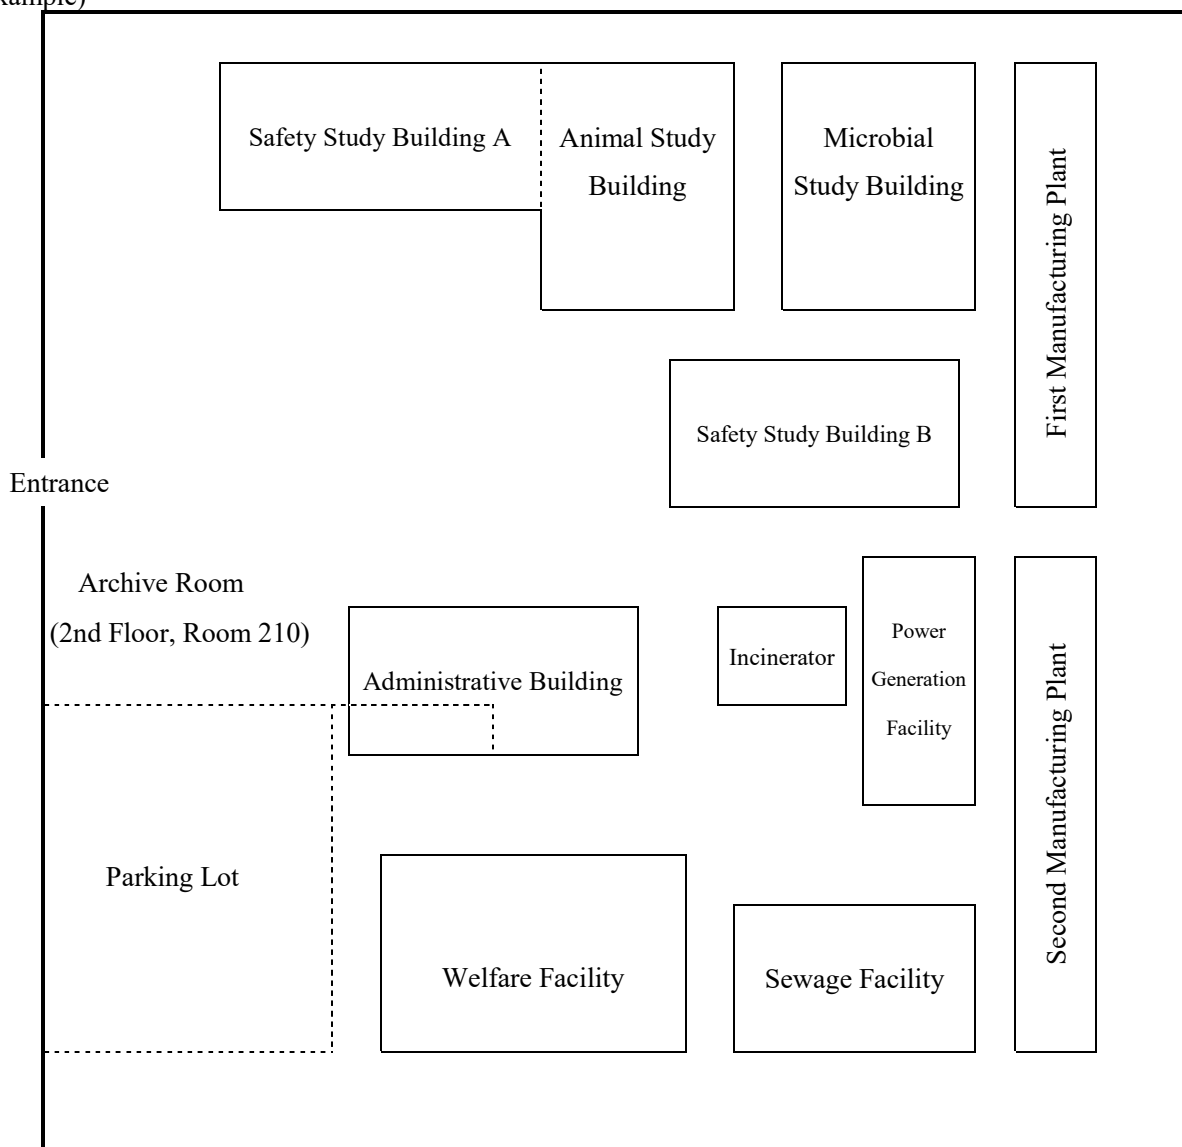 Safety Study Building A
Animal Study
Building
Microbial
Study Building
First Manufacturing Plant
Safety Study Building B
Entrance
Archive Room
(2nd Floor, Room 210)
Administrative Building
Incinerator
Power
Generation
Facility
Second Manufacturing Plant
Parking Lot
Welfare Facility
Sewage Facility